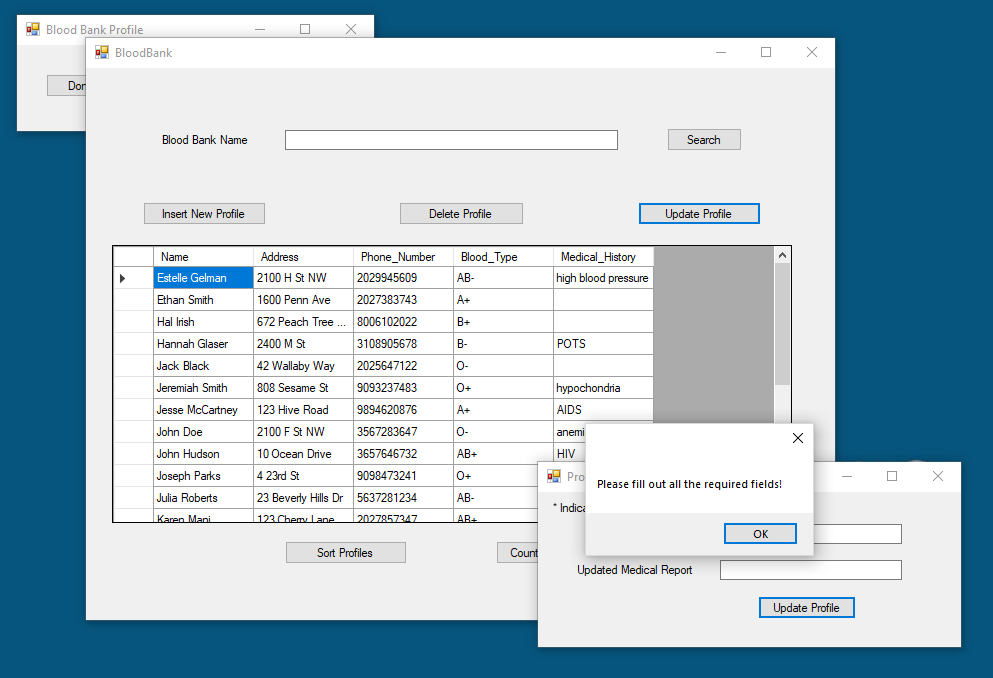 Blood Bank Profile
BloodBank
Blood Bank Name
Search
Insert New Profile Delete Profile Update Profile
Name Address Phone_Number Blood_Type Medical_History
Estelle Gelman 2100 H St NW 2029945609 AB- high blood pressure
Ethan Smith 1600 Penn Ave 2027383743 A+
Hal Irish 672 Peach Tree ... 8006102022 B+
Hannah Glaser 2400 M St 3108905678 B- POTS
Jack Black 42 Wallaby Way 2025647122 O-
Jeremiah Smith 808 Sesame St 9093237483 O+ hypochondria
Jesse McCartney 123 Hive Road 9894620876 A+ AIDS
John Doe 2100 F St NW 3567283647 O- anemi
John Hudson 10 Ocean Drive 3657646732 AB+ HIV
Joseph Parks 4 23rd St 9098473241 O+
Julia Roberts 23 Beverly Hills Dr 5637281234 AB-
Karen Mani 123 Cherry Lane 2027857347 AB+
Sort Profiles Count
Pro
* Indica
Please fill out all the required fields!
OK
Updated Medical Report
Update Profile